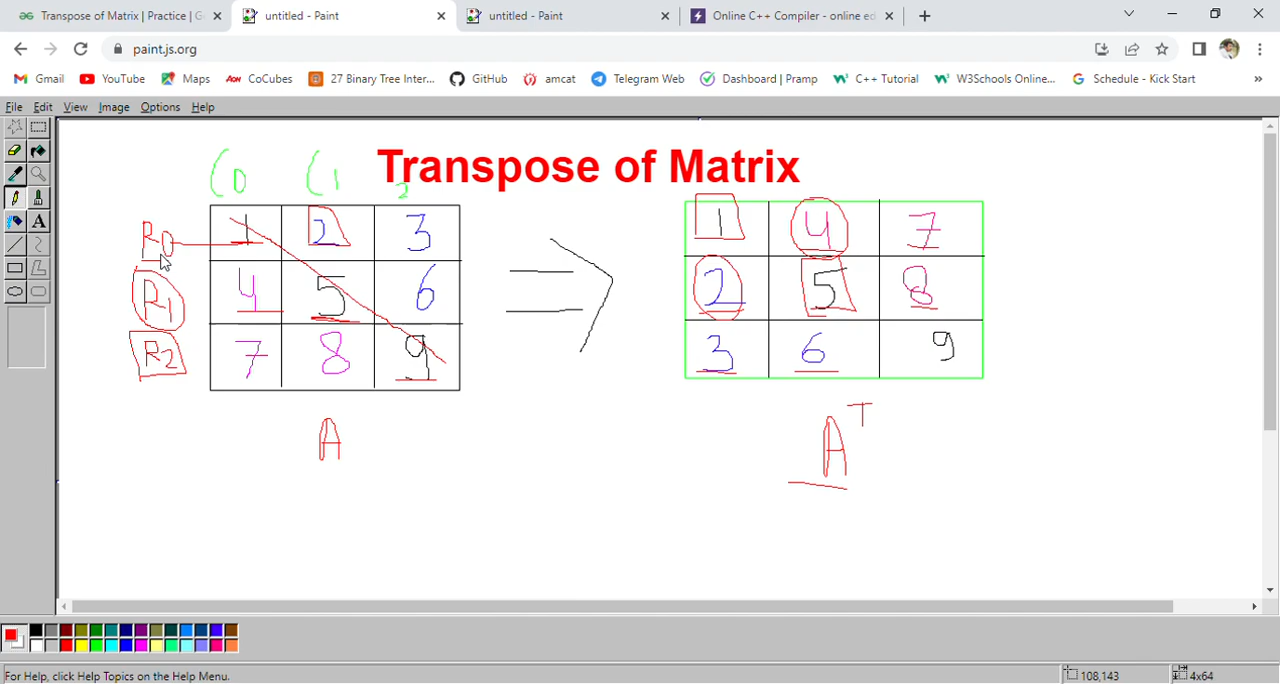 Transpose of Matrix | Practice | G
untitled - Paint
untitled - Paint
Online C++ Compiler - online ed
paint.js.org
Gmail
YouTube
Maps
CoCubes
27 Binary Tree Inter...
GitHub
amcat
Telegram Web
Dashboard | Pramp
C++ Tutorial
W3Schools Online...
Schedule - Kick Start
»
File Edit View Image Options Help
C0 C1 2
Transpose of Matrix
R0 1 2 3
R1 4 5 6
R2 7 8 9
A
1 4 7
2 5 8
3 6 9
A^T
For Help, click Help Topics on the Help Menu.
108,143
4x64